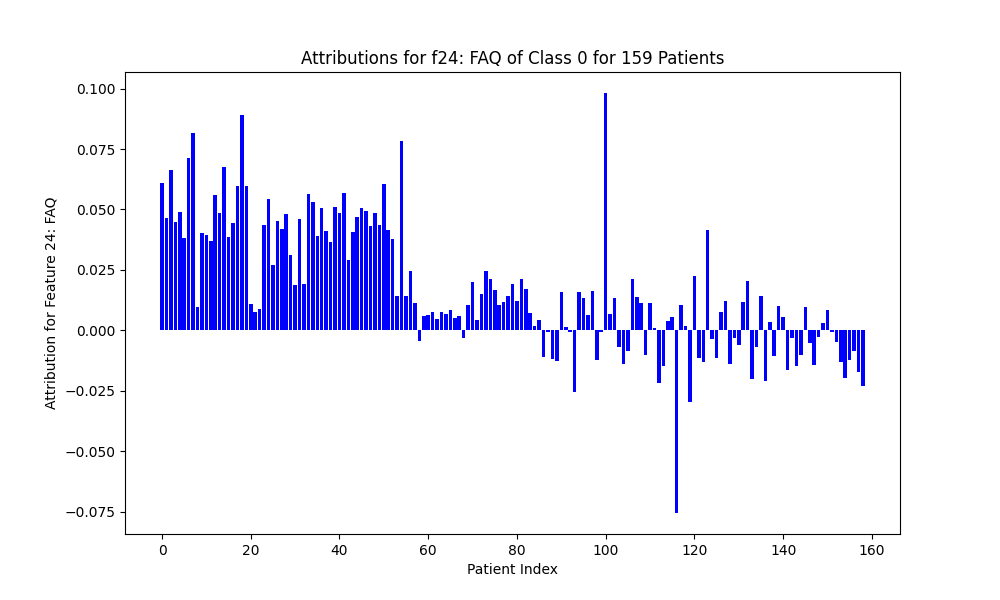 Attributions for f24: FAQ of Class 0 for 159 Patients
Attribution for Feature 24: FAQ
0.100
0.075
0.050
0.025
0.000
−0.025
−0.050
−0.075
0 20 40 60 80 100 120 140 160
Patient Index